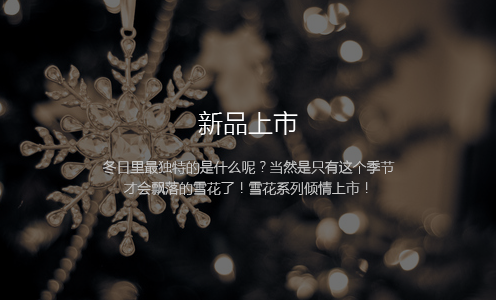 新品上市
冬日里最独特的是什么呢？当然是只有这个季节
才会飘落的雪花了！雪花系列倾情上市！